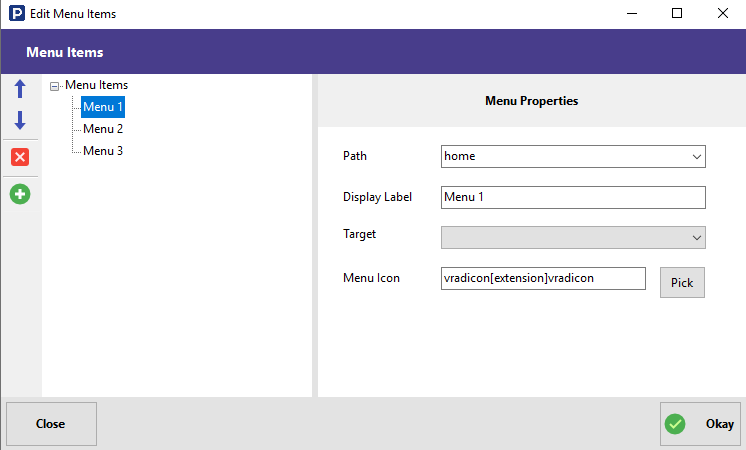 Edit Menu Items
Menu Items
Menu Items
Menu 1
Menu 2
Menu 3
Menu Properties
Path home
Display Label Menu 1
Target
Menu Icon vradicon[extension]vradicon Pick
Close Okay